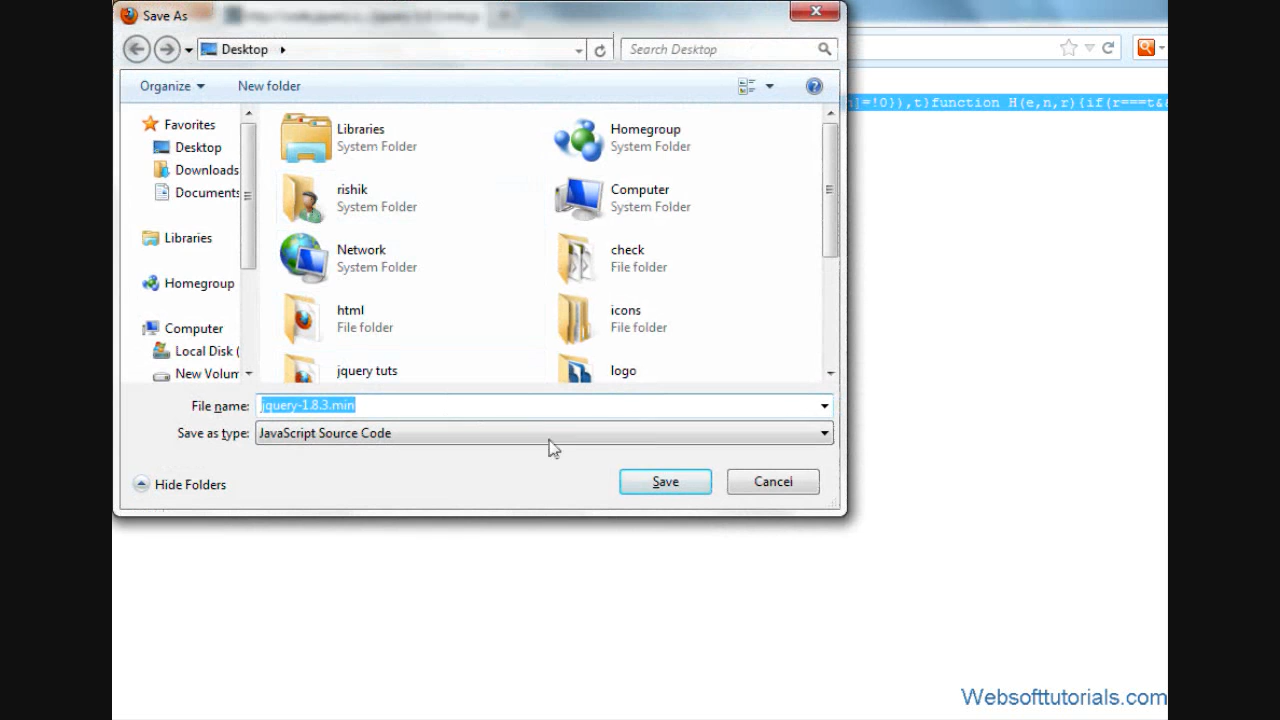 Save As
Desktop
Search Desktop
Organize
New folder
]=!0}),t}function H(e,n,r){if(r===t&&
Favorites
Desktop
Downloads
Documents
Libraries
Homegroup
Computer
Local Disk (
New Volum
Libraries
System Folder
Homegroup
System Folder
rishik
System Folder
Computer
System Folder
Network
System Folder
check
File folder
html
File folder
icons
File folder
jquery tuts
logo
File name:
jquery-1.8.3.min
Save as type:
JavaScript Source Code
Hide Folders
Save
Cancel
Websofttutorials.com